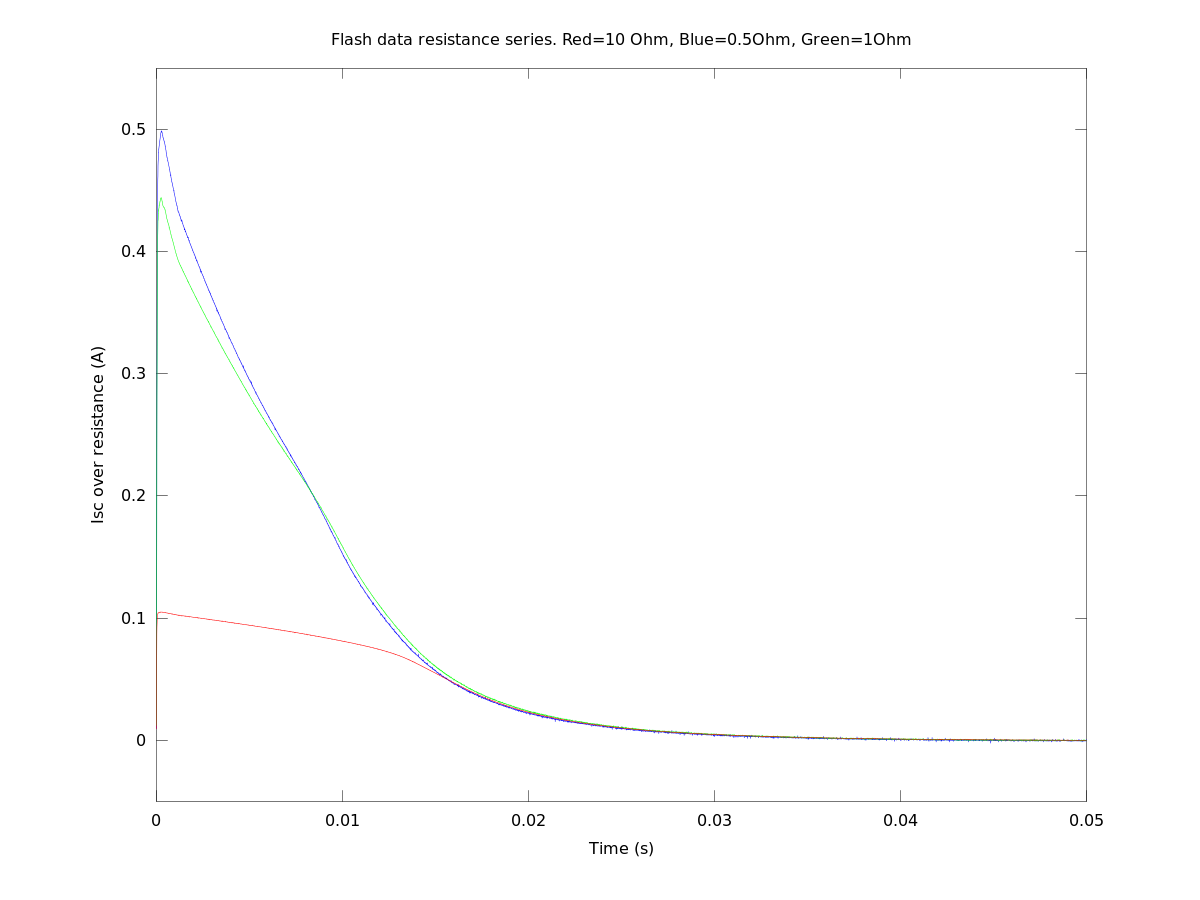 Flash data resistance series. Red=10 Ohm, Blue=0.5Ohm, Green=1Ohm
0.5
0.4
0.3
0.2
0.1
0
Isc over resistance (A)
0 0.01 0.02 0.03 0.04 0.05
Time (s)